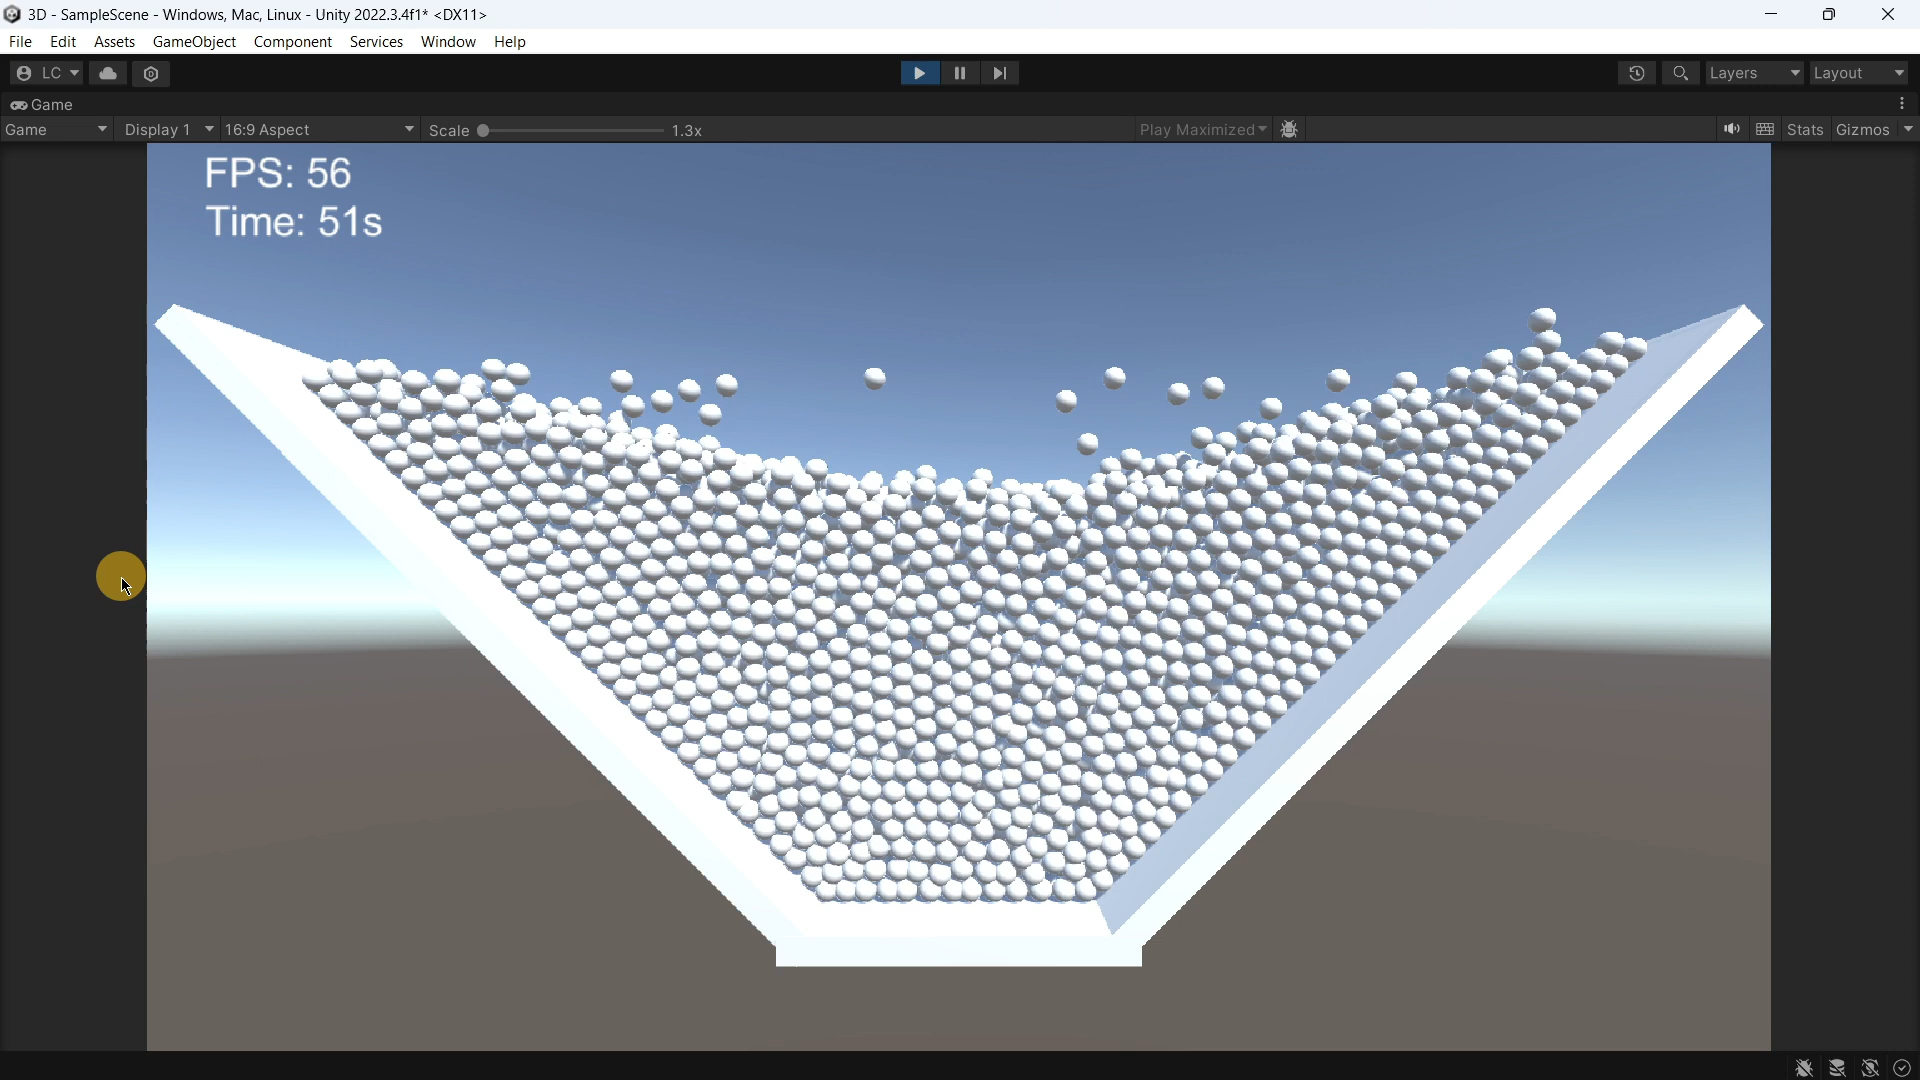 3D - SampleScene - Windows, Mac, Linux - Unity 2022.3.4f1* <DX11>
File Edit Assets GameObject Component Services Window Help
LC Layers Layout
Game
Game Display 1 16:9 Aspect Scale 1.3x Play Maximized Stats Gizmos
FPS: 56
Time: 51s